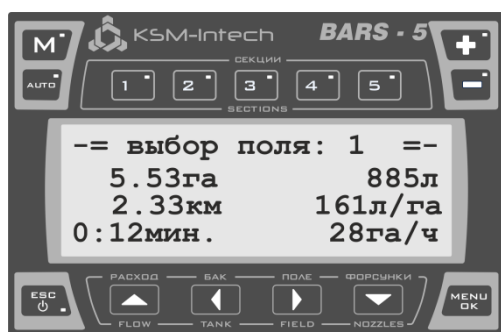 M
KSM-Intech
BARS - 5
+
СЕКЦИИ
AUTO
1 2 3 4 5
-
SECTIONS
-= выбор поля: 1 =-
5.53га 885л
2.33км 161л/га
0:12мин. 28га/ч
РАСХОД БАК ПОЛЕ ФОРСУНКИ
ESC
MENU
OK
FLOW TANK FIELD NOZZLES